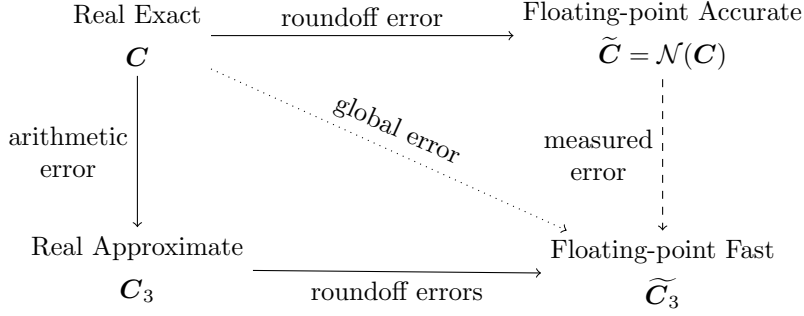 Real Exact
roundoff error
Floating-point Accurate
C
C̃ = 𝒩(C)
global error
arithmetic
error
measured
error
Real Approximate
Floating-point Fast
C₃
roundoff errors
C̃₃